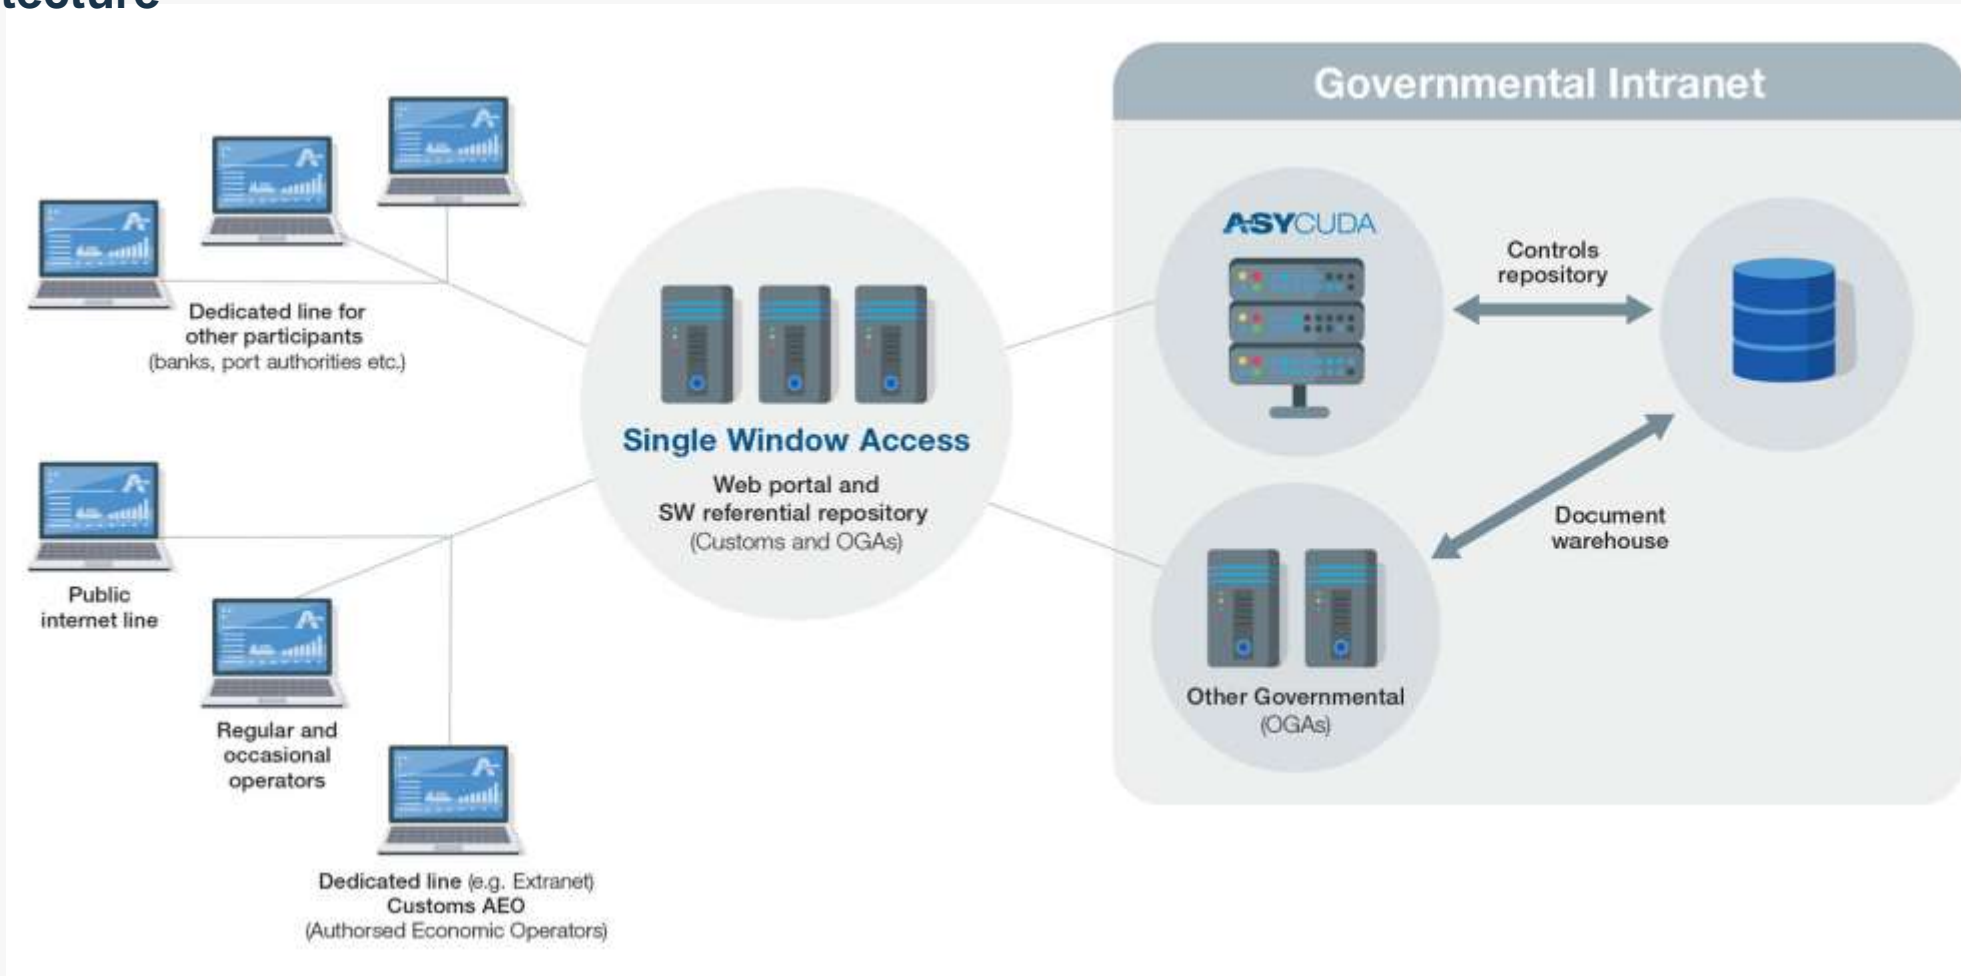 Governmental Intranet
Dedicated line for
other participants
(banks, port authorities etc.)
Public
internet line
Regular and
occasional
operators
Dedicated line (e.g. Extranet)
Customs AEO
(Authorsed Economic Operators)
Single Window Access
Web portal and
SW referential repository
(Customs and OGAs)
ASYCUDA
Controls
repository
Document
warehouse
Other Governmental
(OGAs)